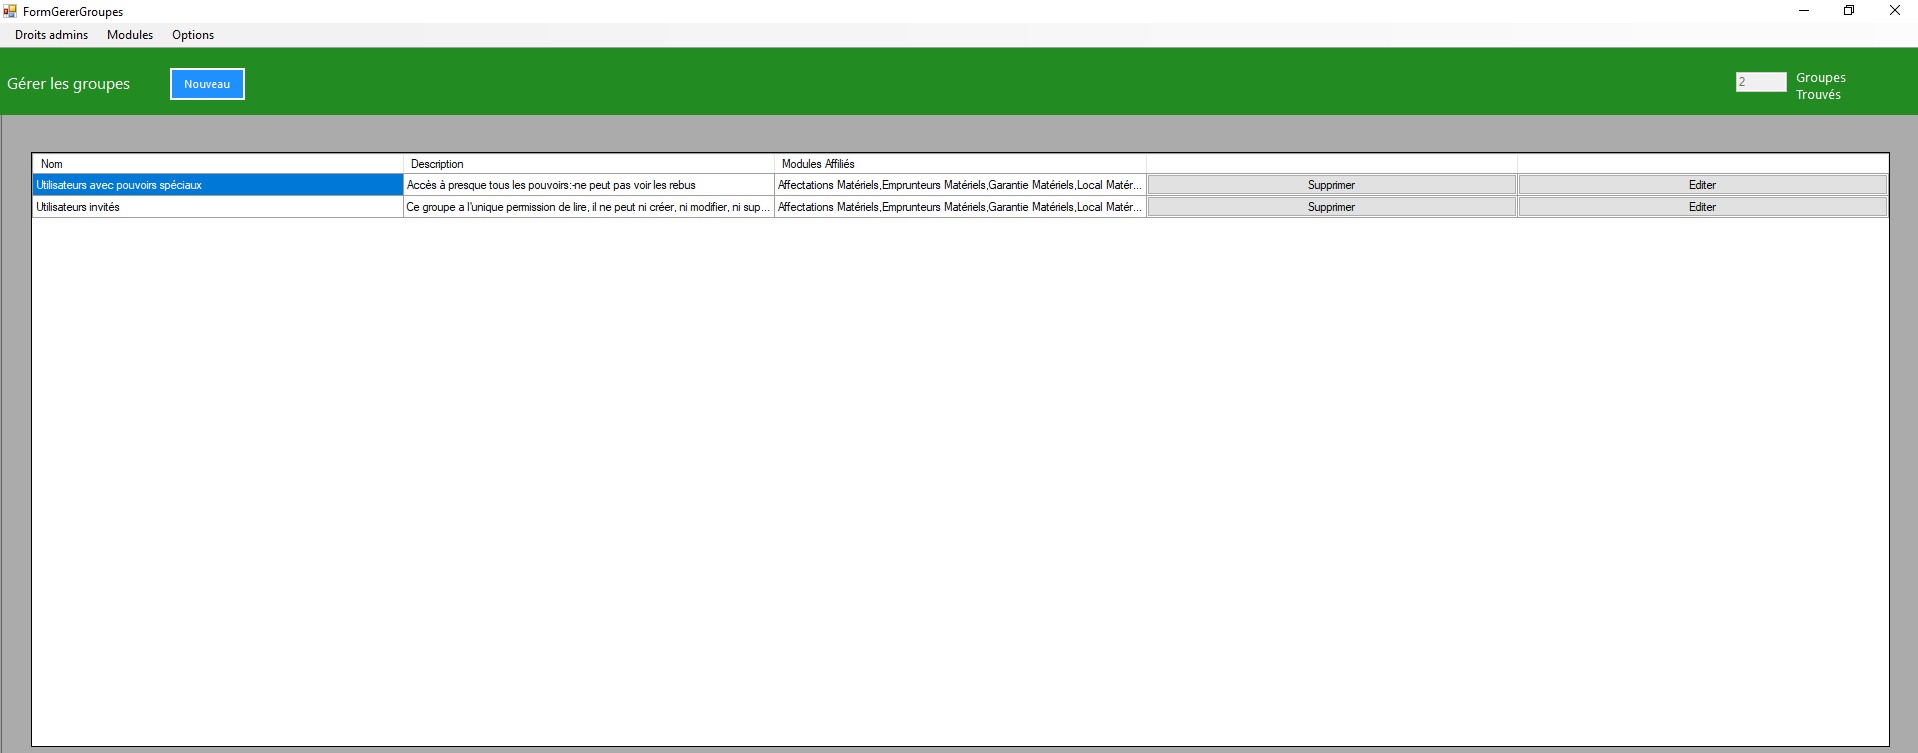 FormGererGroupes
Droits admins Modules Options
Gérer les groupes Nouveau 2 Groupes
Trouvés
Nom Description Modules Affiliés
Utilisateurs avec pouvoirs spéciaux Accès à presque tous les pouvoirs:-ne peut pas voir les rebus Affectations Matériels,Emprunteurs Matériels,Garantie Matériels,Local Matér... Supprimer Editer
Utilisateurs invités Ce groupe a l'unique permission de lire, il ne peut ni créer, ni modifier, ni sup... Affectations Matériels,Emprunteurs Matériels,Garantie Matériels,Local Matér... Supprimer Editer